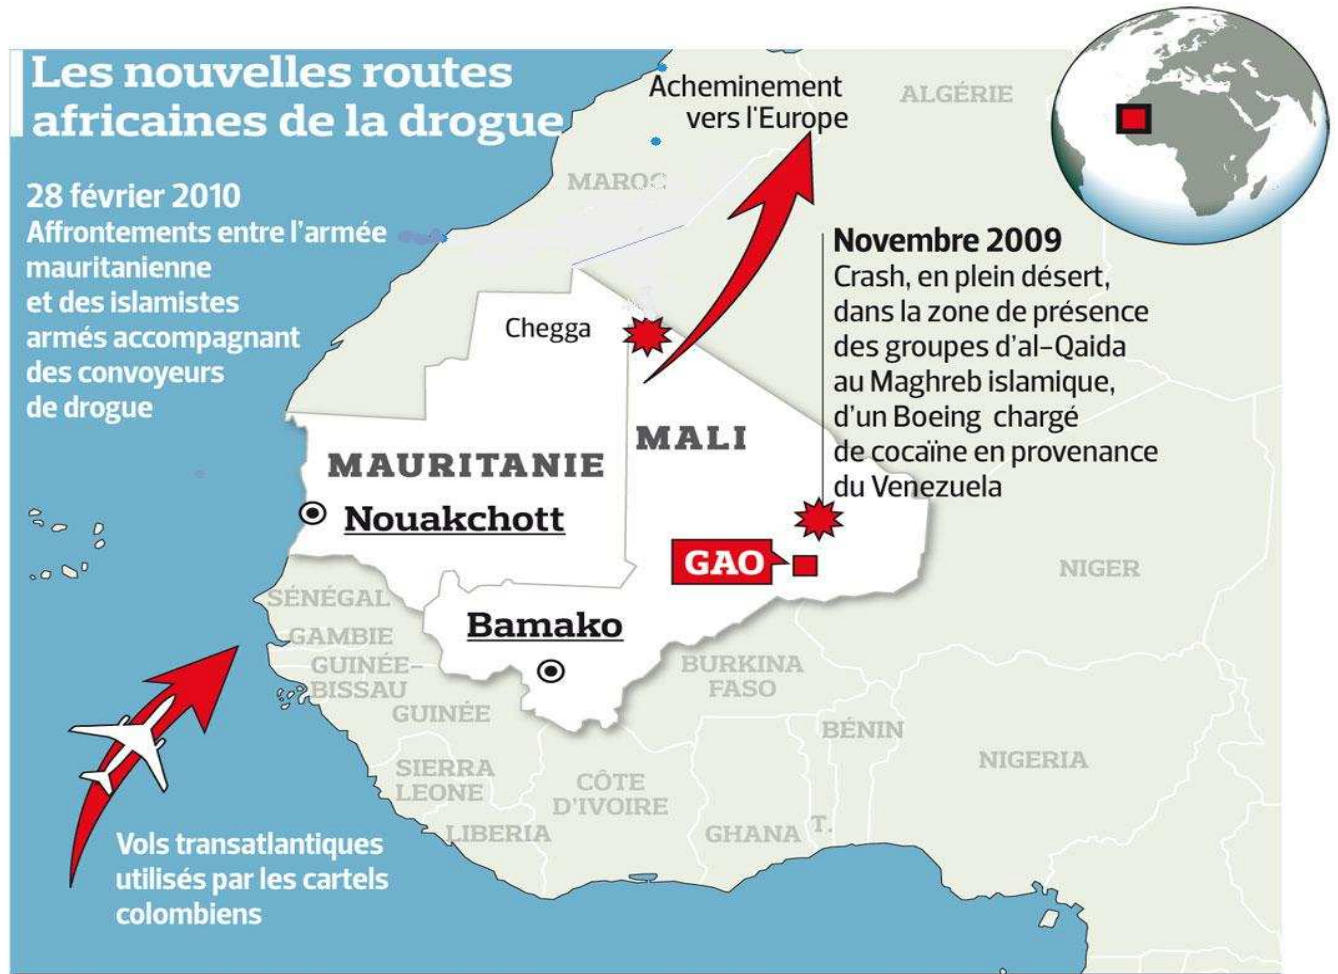 Les nouvelles routes
africaines de la drogue
28 février 2010
Affrontements entre l'armée
mauritanienne
et des islamistes
armés accompagnant
des convoyeurs
de drogue
Acheminement
vers l'Europe
ALGÉRIE
MAROC
Novembre 2009
Crash, en plein désert,
dans la zone de présence
des groupes d'al-Qaida
au Maghreb islamique,
d'un Boeing chargé
de cocaïne en provenance
du Venezuela
Chegga
MALI
MAURITANIE
Nouakchott
GAO
NIGER
SÉNÉGAL
Bamako
GAMBIE
GUINÉE-
BISSAU
BURKINA
FASO
GUINÉE
BÉNIN
NIGERIA
SIERRA
LEONE
CÔTE
D'IVOIRE
LIBERIA
GHANA
T.
Vols transatlantiques
utilisés par les cartels
colombiens